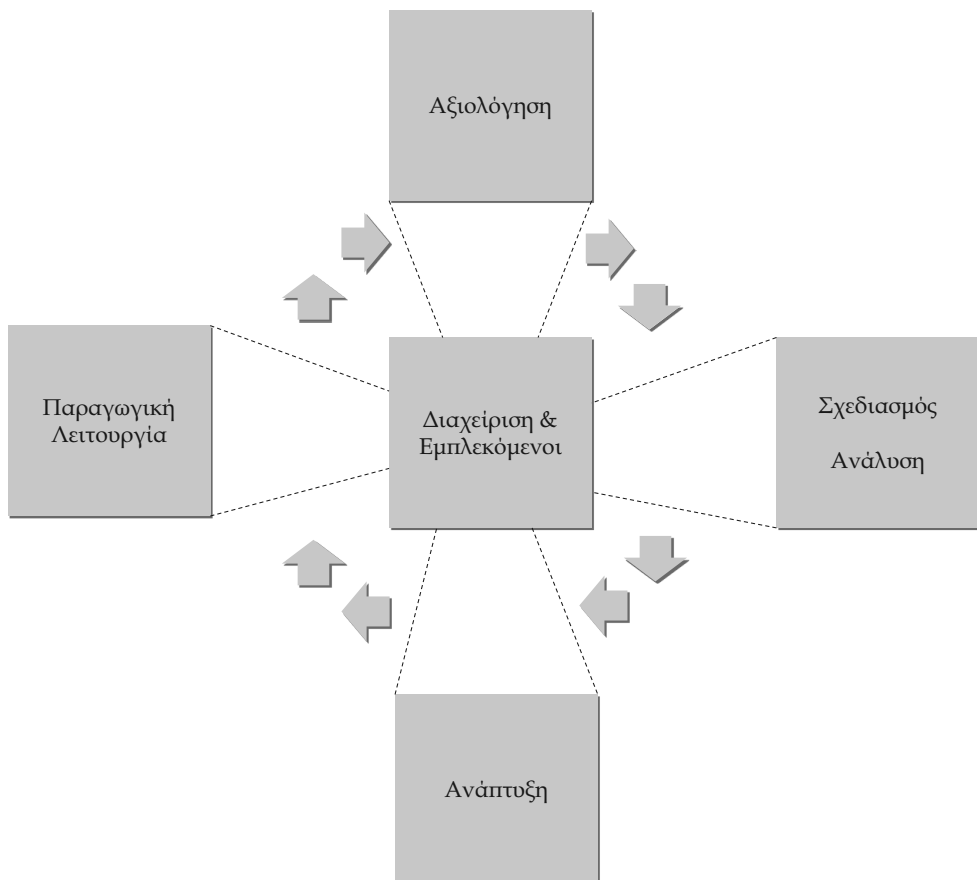 Αξιολόγηση
Παραγωγική
Λειτουργία
Διαχείριση &
Εμπλεκόμενοι
Σχεδιασμός
Ανάλυση
Ανάπτυξη